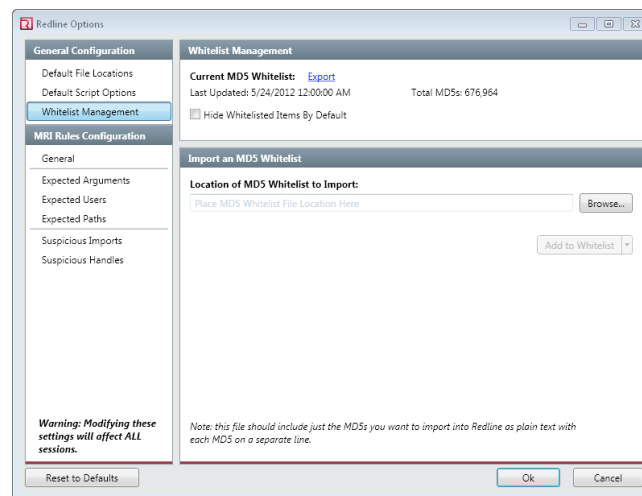 Redline Options
General Configuration
Default File Locations
Default Script Options
Whitelist Management
MRI Rules Configuration
General
Expected Arguments
Expected Users
Expected Paths
Suspicious Imports
Suspicious Handles
Warning: Modifying these
settings will affect ALL
sessions.
Whitelist Management
Current MD5 Whitelist: Export
Last Updated: 5/24/2012 12:00:00 AM Total MD5s: 676,964
Hide Whitelisted Items By Default
Import an MD5 Whitelist
Location of MD5 Whitelist to Import:
Place MD5 Whitelist File Location Here
Browse...
Add to Whitelist
Note: this file should include just the MD5s you want to import into Redline as plain text with
each MD5 on a separate line.
Reset to Defaults
Ok
Cancel